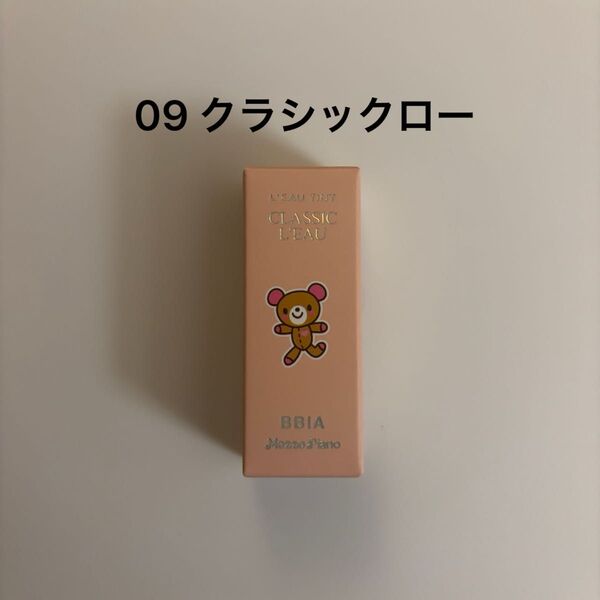 09 クラシックロー
L'EAU TINT
CLASSIC
L'EAU
BBIA
Mezzo Piano